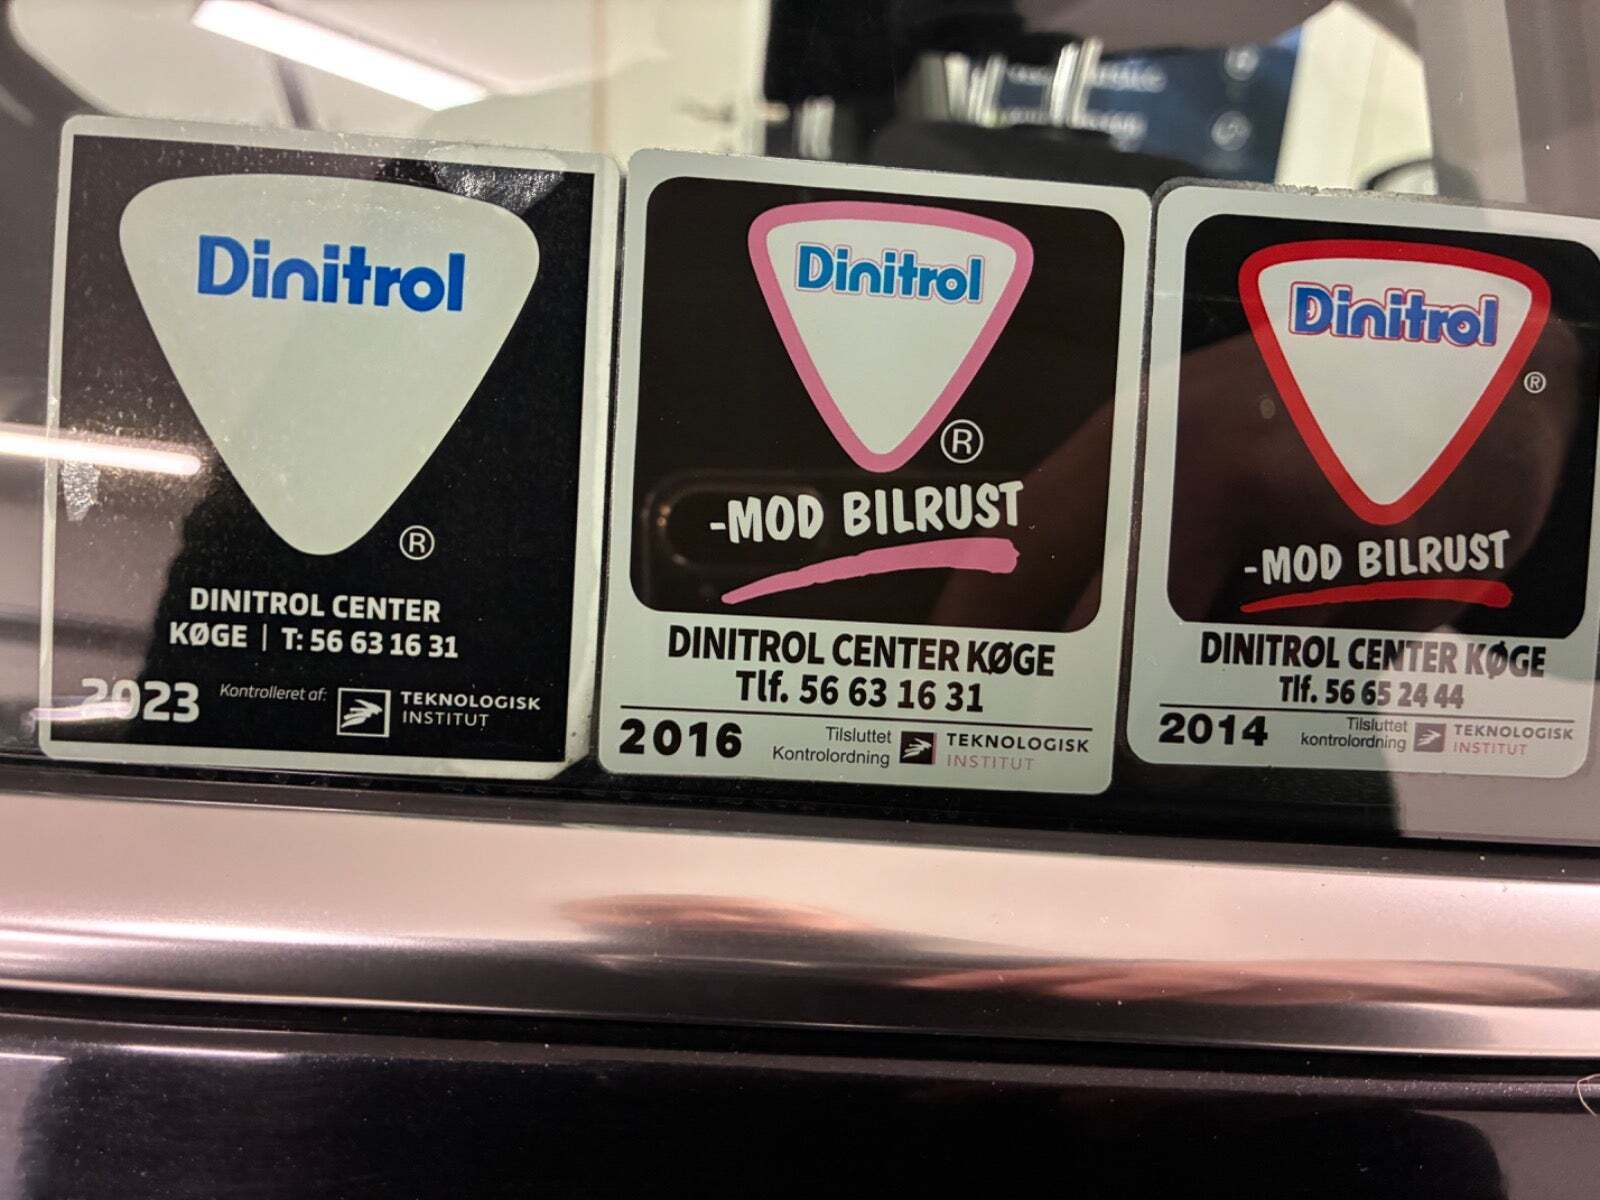 Dinitrol
®
DINITROL CENTER
KØGE | T: 56 63 16 31
2023 Kontrolleret af: TEKNOLOGISK
INSTITUT
Dinitrol
®
-MOD BILRUST
DINITROL CENTER KØGE
Tlf. 56 63 16 31
2016 Tilsluttet
Kontrolordning
TEKNOLOGISK
INSTITUT
Dinitrol
®
-MOD BILRUST
DINITROL CENTER KØGE
Tlf. 56 65 24 44
2014 Tilsluttet
kontrolordning
TEKNOLOGISK
INSTITUT